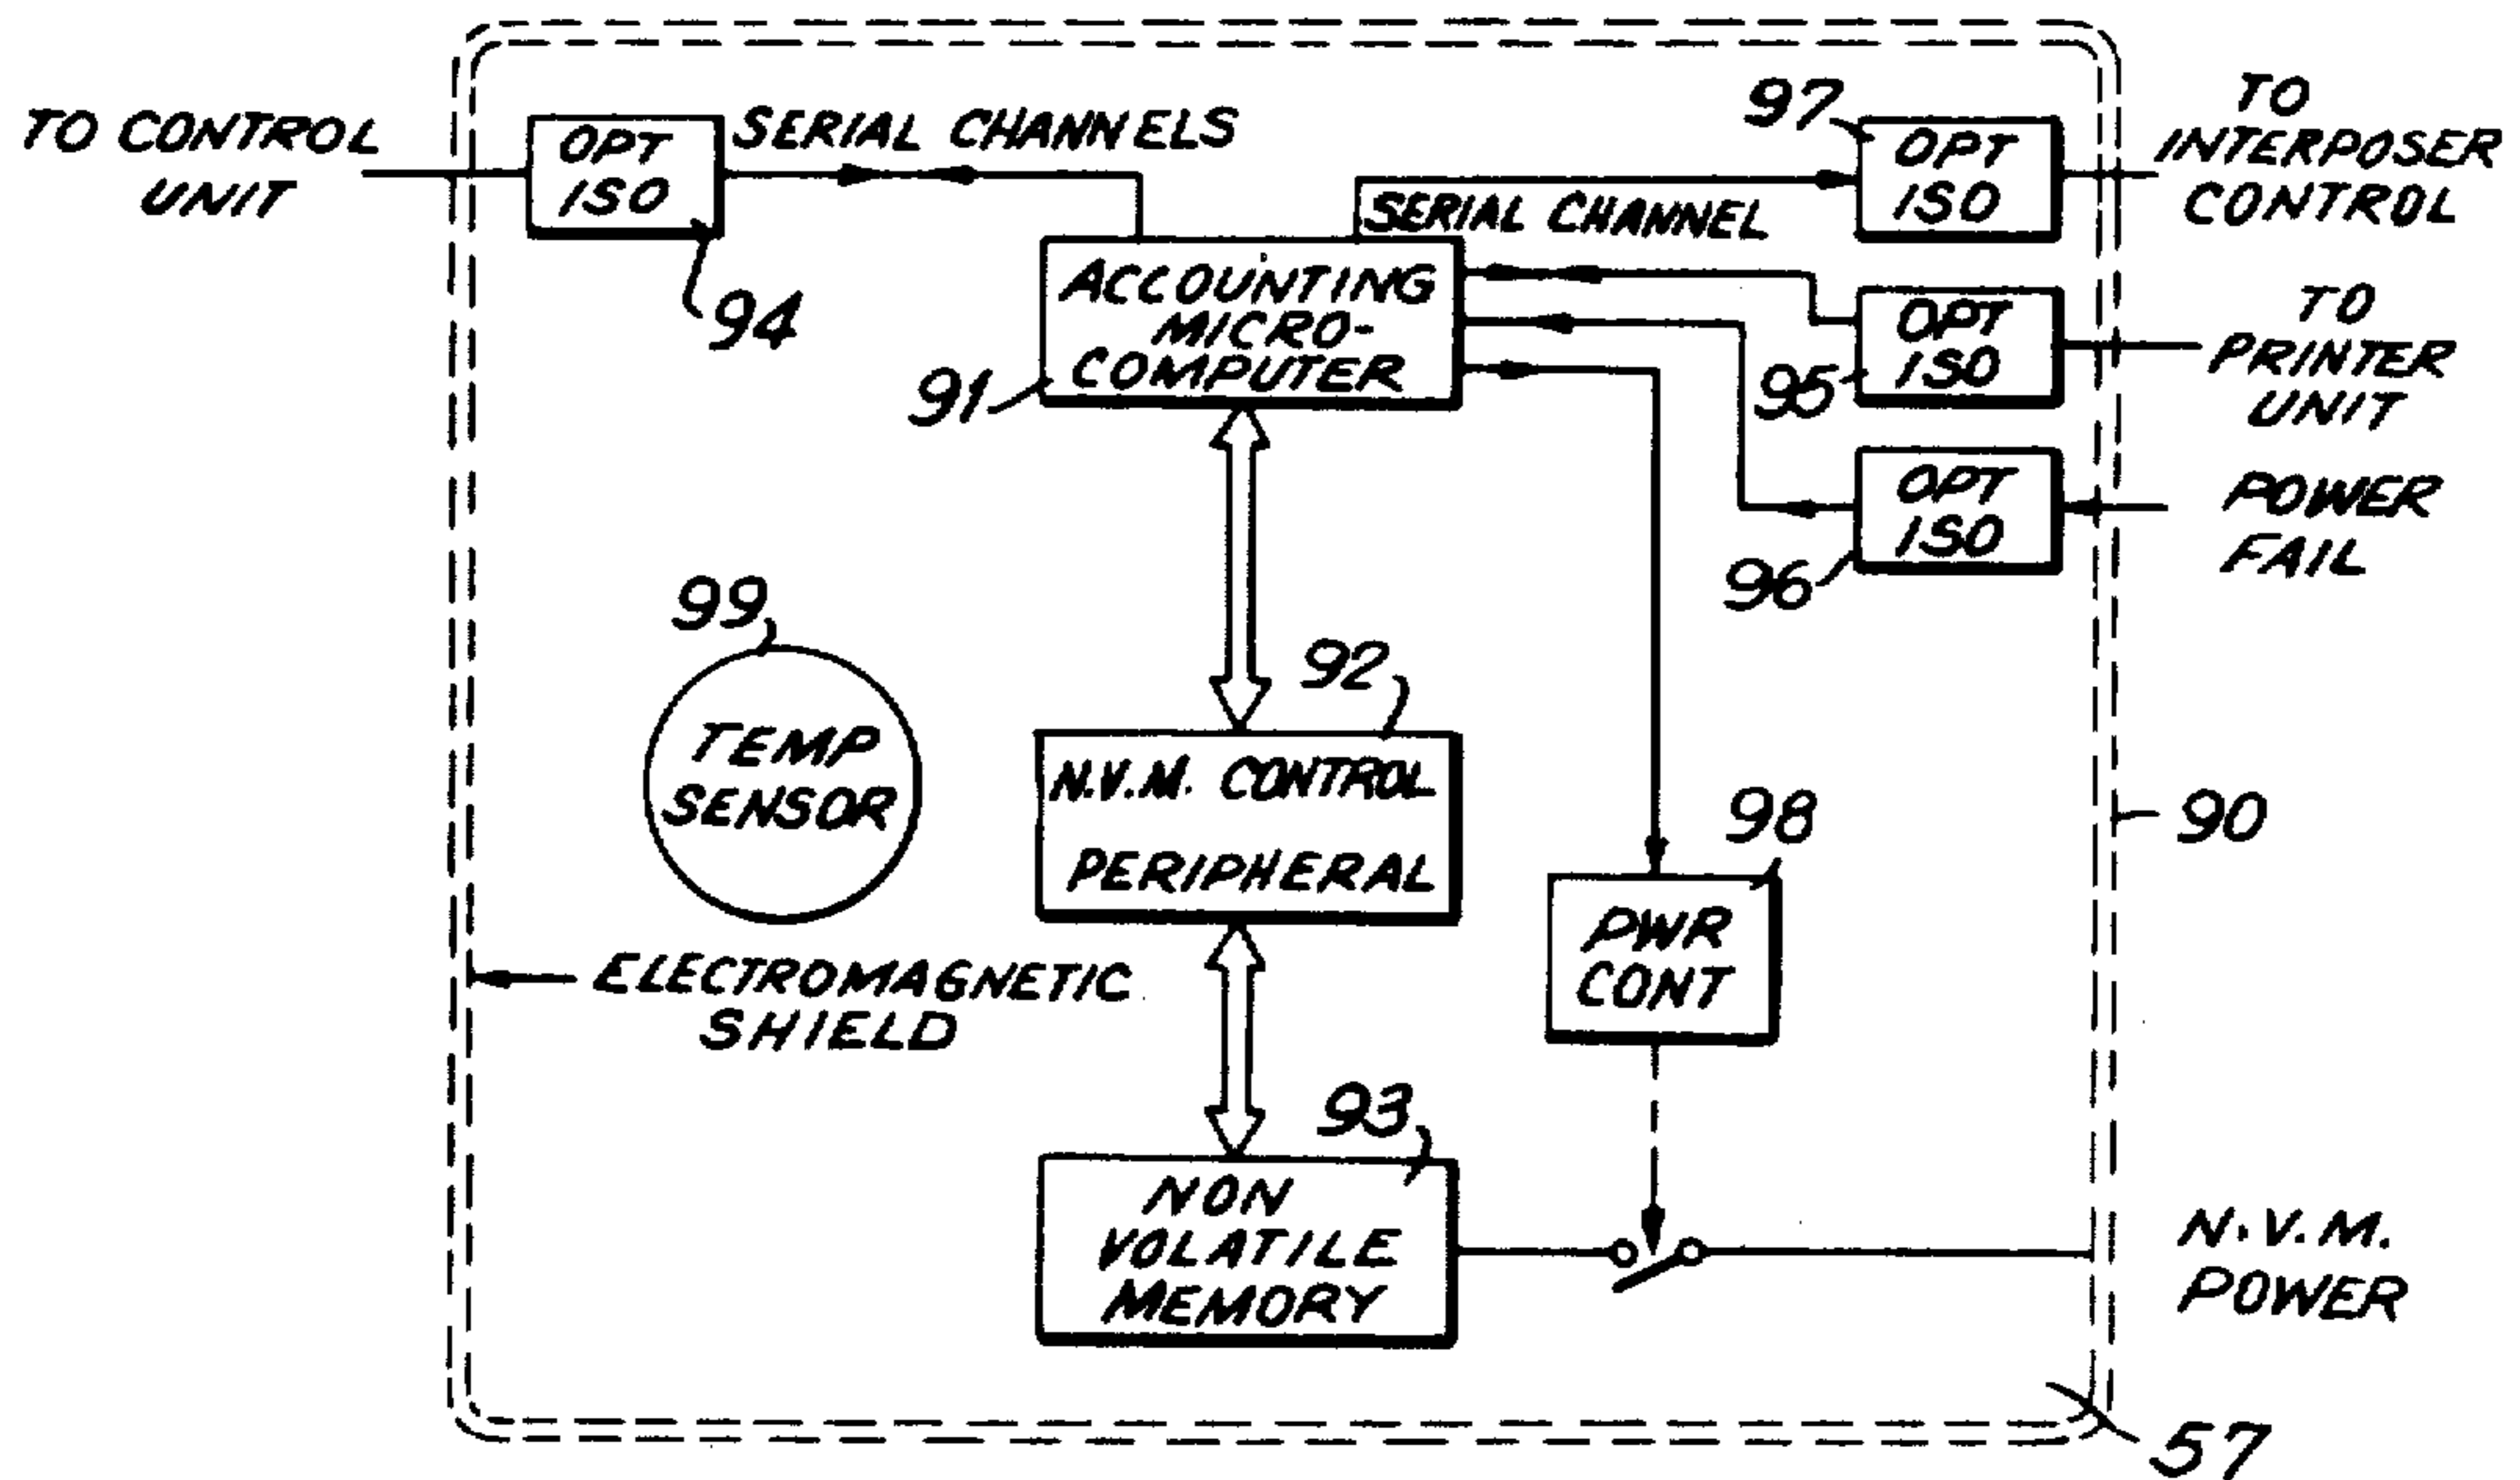 TO CONTROL
UNIT
OPT
ISO
94
SERIAL CHANNELS
SERIAL CHANNEL
97
OPT
ISO
TO
INTERPOSER
CONTROL
ACCOUNTING
MICRO-
COMPUTER
91
OPT
ISO
95
TO
PRINTER
UNIT
OPT
ISO
96
POWER
FAIL
99
TEMP
SENSOR
92
N.V.M. CONTROL
PERIPHERAL
98
PWR
CONT
90
ELECTROMAGNETIC
SHIELD
93
NON
VOLATILE
MEMORY
N.V.M.
POWER
57